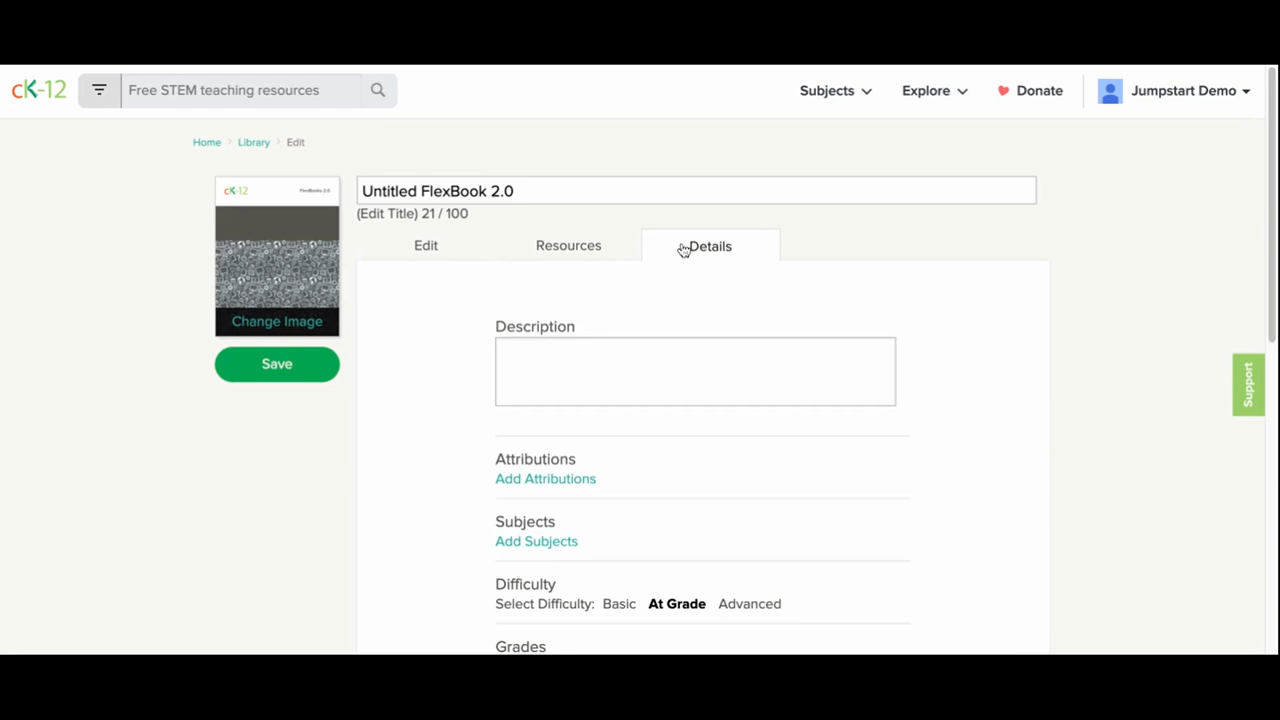 cK-12
Free STEM teaching resources
Subjects
Explore
Donate
Jumpstart Demo
Home
Library
Edit
cK-12
FlexBooks 2.0
Change Image
Save
Untitled FlexBook 2.0
(Edit Title) 21 / 100
Edit
Resources
Details
Description
Attributions
Add Attributions
Subjects
Add Subjects
Difficulty
Select Difficulty: Basic At Grade Advanced
Grades
Support